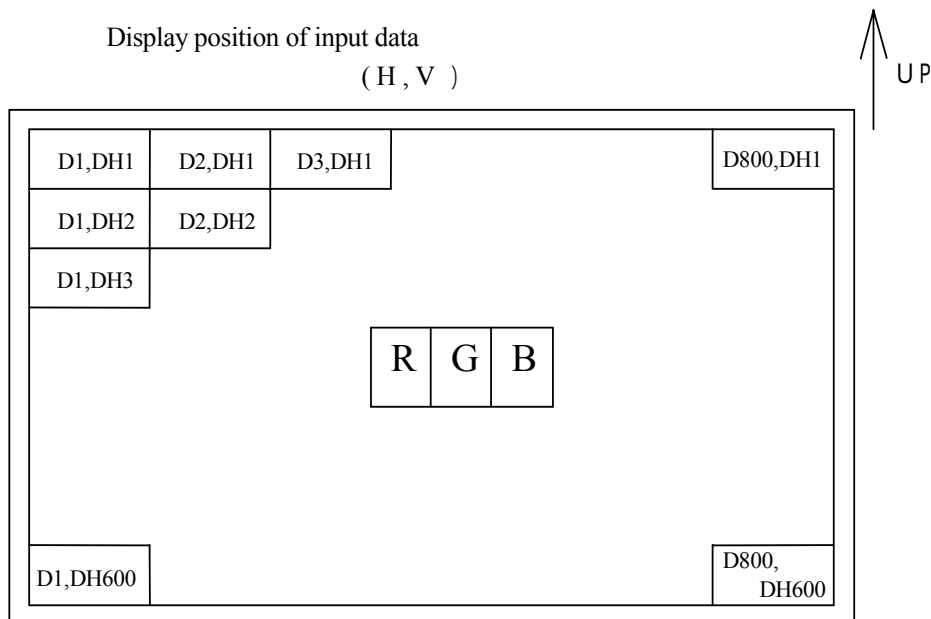 Display position of input data
( H , V )
UP
D1,DH1 D2,DH1 D3,DH1 D800,DH1
D1,DH2 D2,DH2
D1,DH3
R G B
D1,DH600 D800,
DH600